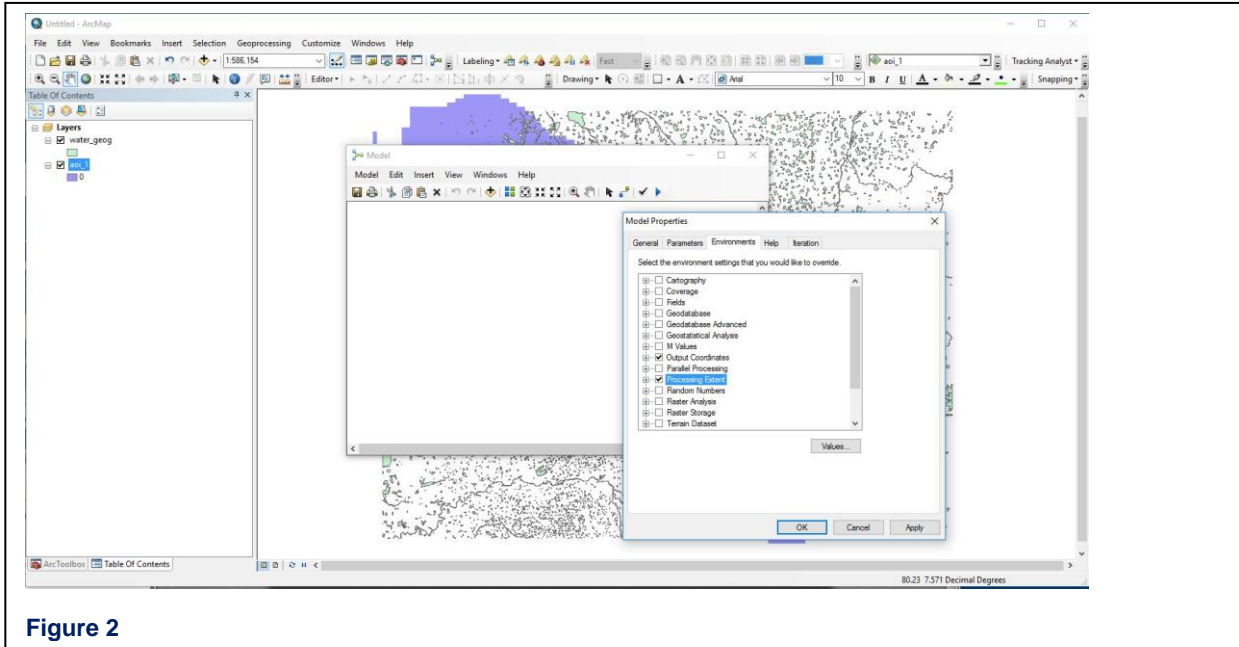 Untitled - ArcMap
File Edit View Bookmarks Insert Selection Geoprocessing Customize Windows Help
1:586,154
Labeling
Fast
aoi_1
Tracking Analyst
Editor
Drawing
Arial
10
B I U A
Snapping
Table Of Contents
Layers
water_geog
aoi_1
0
Model
Model Edit Insert View Windows Help
Model Properties
General Parameters Environments Help Iteration
Select the environment settings that you would like to override.
Cartography
Coverage
Fields
Geodatabase
Geodatabase Advanced
Geostatistical Analysis
M Values
Output Coordinates
Parallel Processing
Processing Extent
Random Numbers
Raster Analysis
Raster Storage
Terrain Dataset
Values...
OK Cancel Apply
ArcToolbox Table Of Contents
80.23 7.571 Decimal Degrees
Figure 2